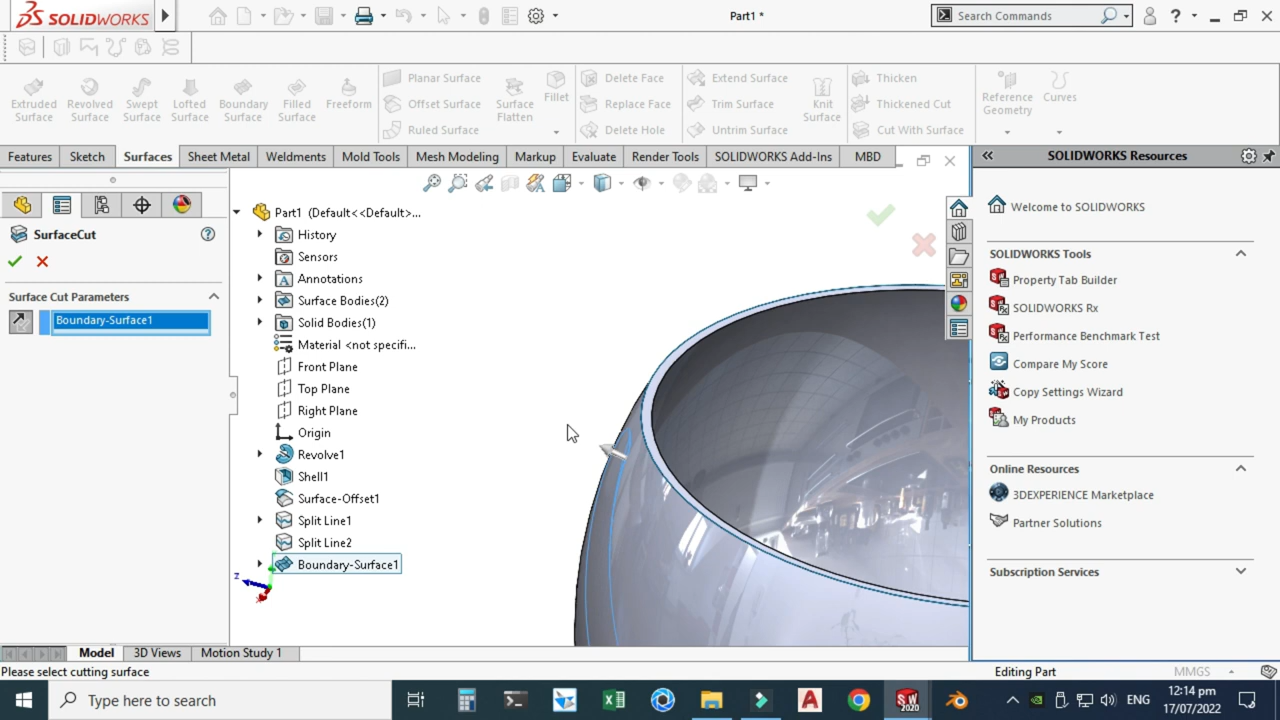 SOLIDWORKS
Part1 *
Search Commands
Extruded Surface
Revolved Surface
Swept Surface
Lofted Surface
Boundary Surface
Filled Surface
Freeform
Planar Surface
Offset Surface
Ruled Surface
Surface Flatten
Fillet
Delete Face
Replace Face
Delete Hole
Extend Surface
Trim Surface
Untrim Surface
Knit Surface
Thicken
Thickened Cut
Cut With Surface
Reference Geometry
Curves
Features
Sketch
Surfaces
Sheet Metal
Weldments
Mold Tools
Mesh Modeling
Markup
Evaluate
Render Tools
SOLIDWORKS Add-Ins
MBD
SurfaceCut
Surface Cut Parameters
Boundary-Surface1
Part1 (Default<<Default>...
History
Sensors
Annotations
Surface Bodies(2)
Solid Bodies(1)
Material <not specifi...
Front Plane
Top Plane
Right Plane
Origin
Revolve1
Shell1
Surface-Offset1
Split Line1
Split Line2
Boundary-Surface1
z
SOLIDWORKS Resources
Welcome to SOLIDWORKS
SOLIDWORKS Tools
Property Tab Builder
SOLIDWORKS Rx
Performance Benchmark Test
Compare My Score
Copy Settings Wizard
My Products
Online Resources
3DEXPERIENCE Marketplace
Partner Solutions
Subscription Services
Model
3D Views
Motion Study 1
Please select cutting surface
Editing Part
MMGS
Type here to search
SW
2020
ENG
12:14 pm
17/07/2022